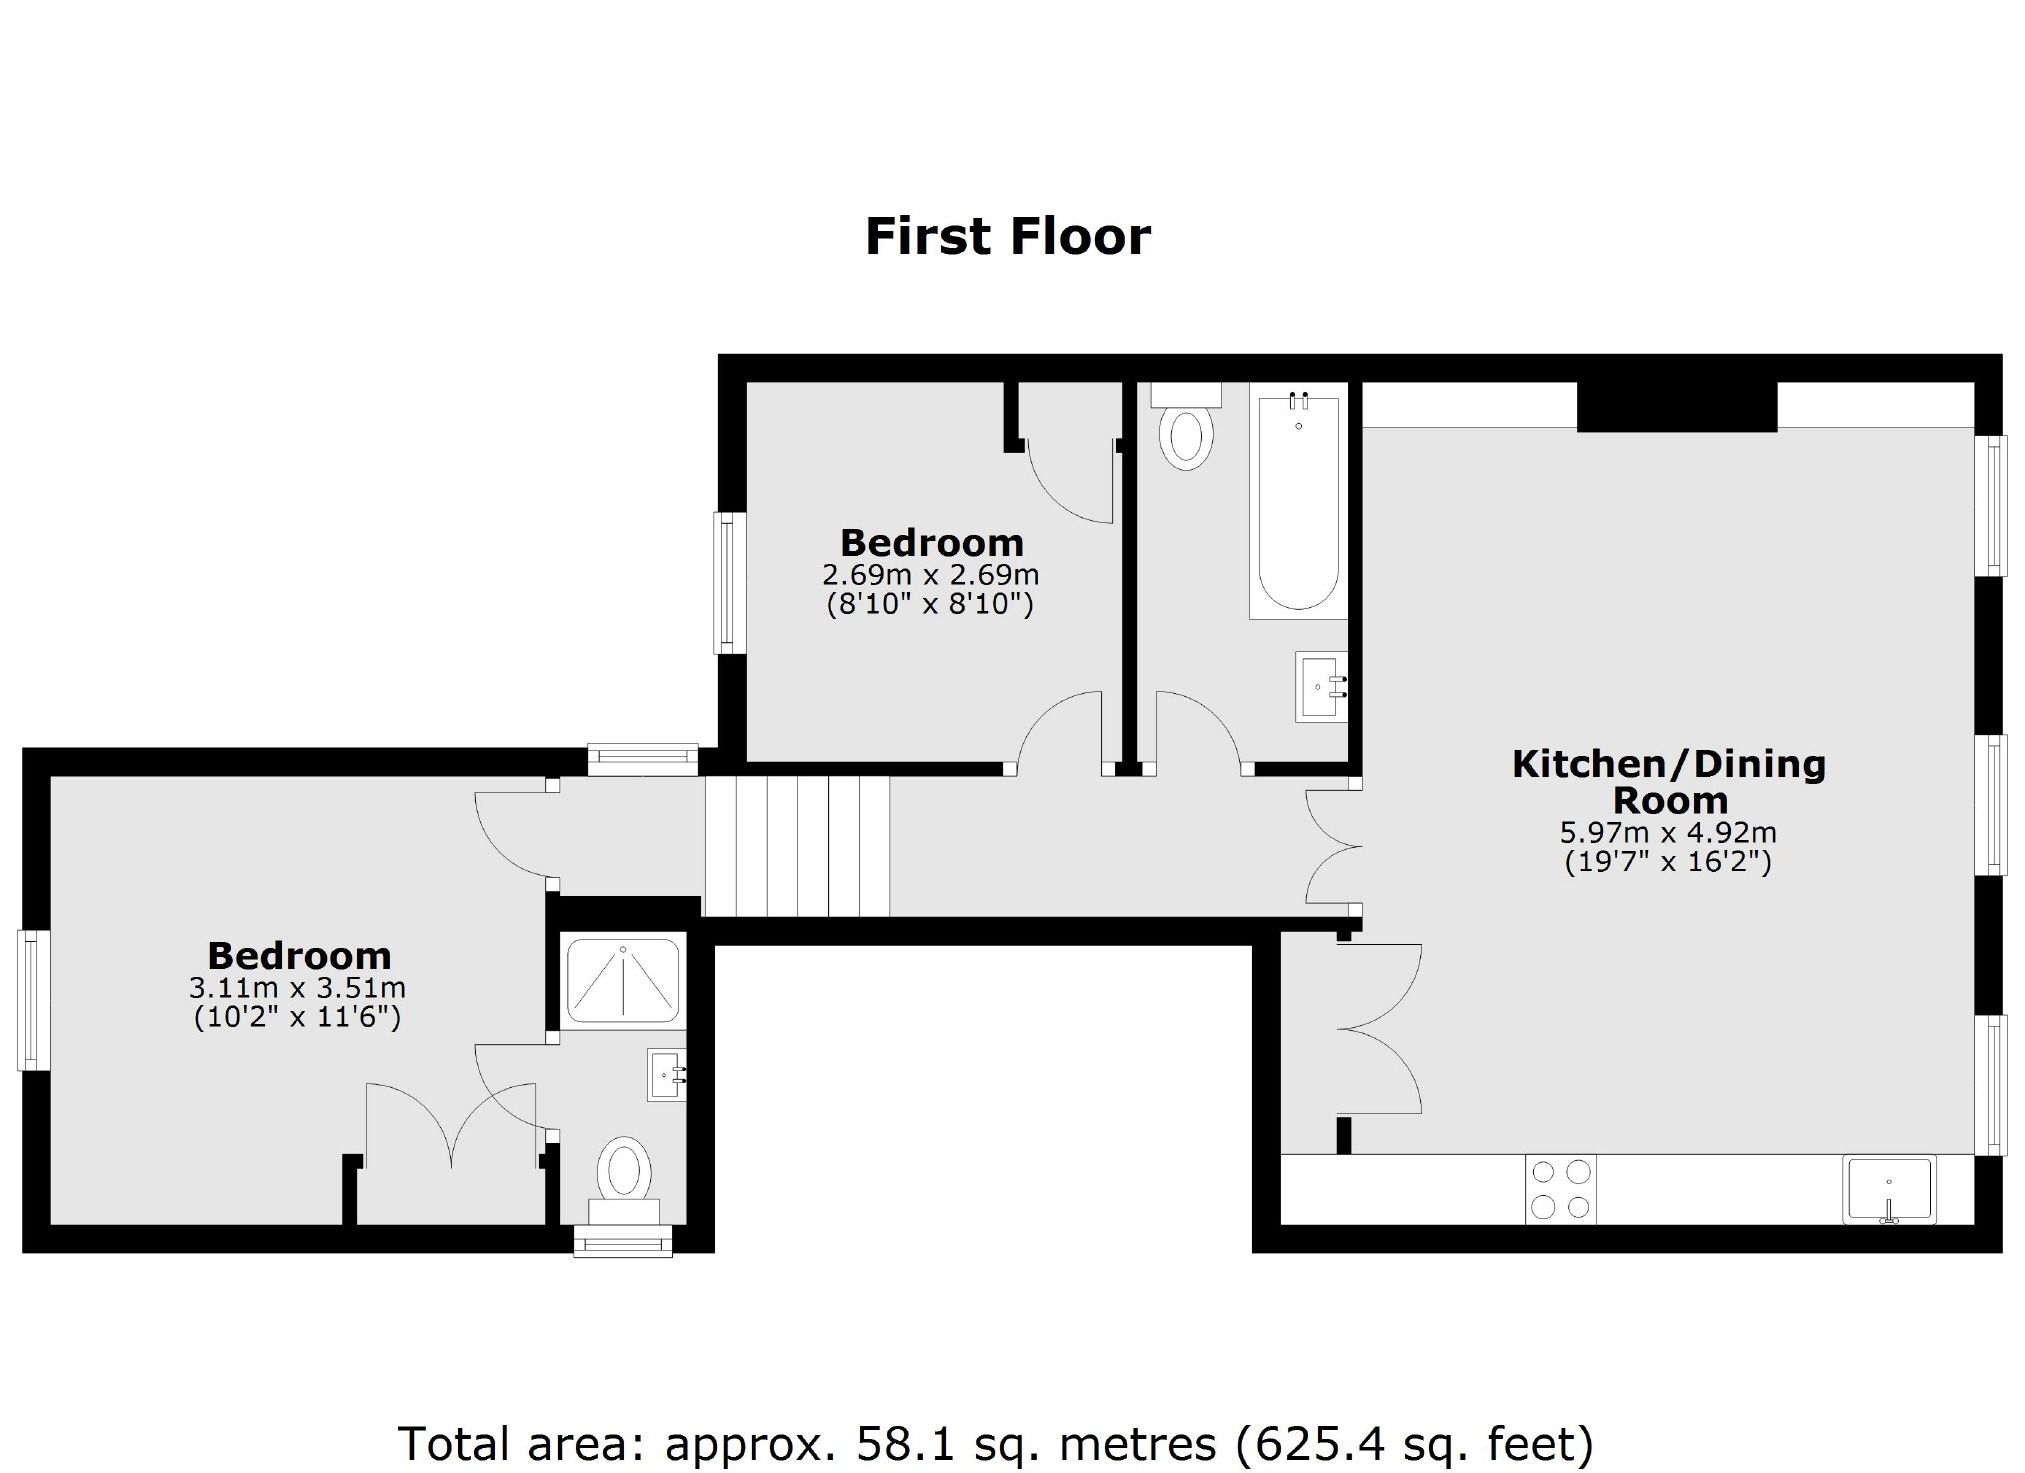 First Floor
Bedroom
2.69m x 2.69m
(8'10" x 8'10")
Kitchen/Dining
Room
5.97m x 4.92m
(19'7" x 16'2")
Bedroom
3.11m x 3.51m
(10'2" x 11'6")
Total area: approx. 58.1 sq. metres (625.4 sq. feet)